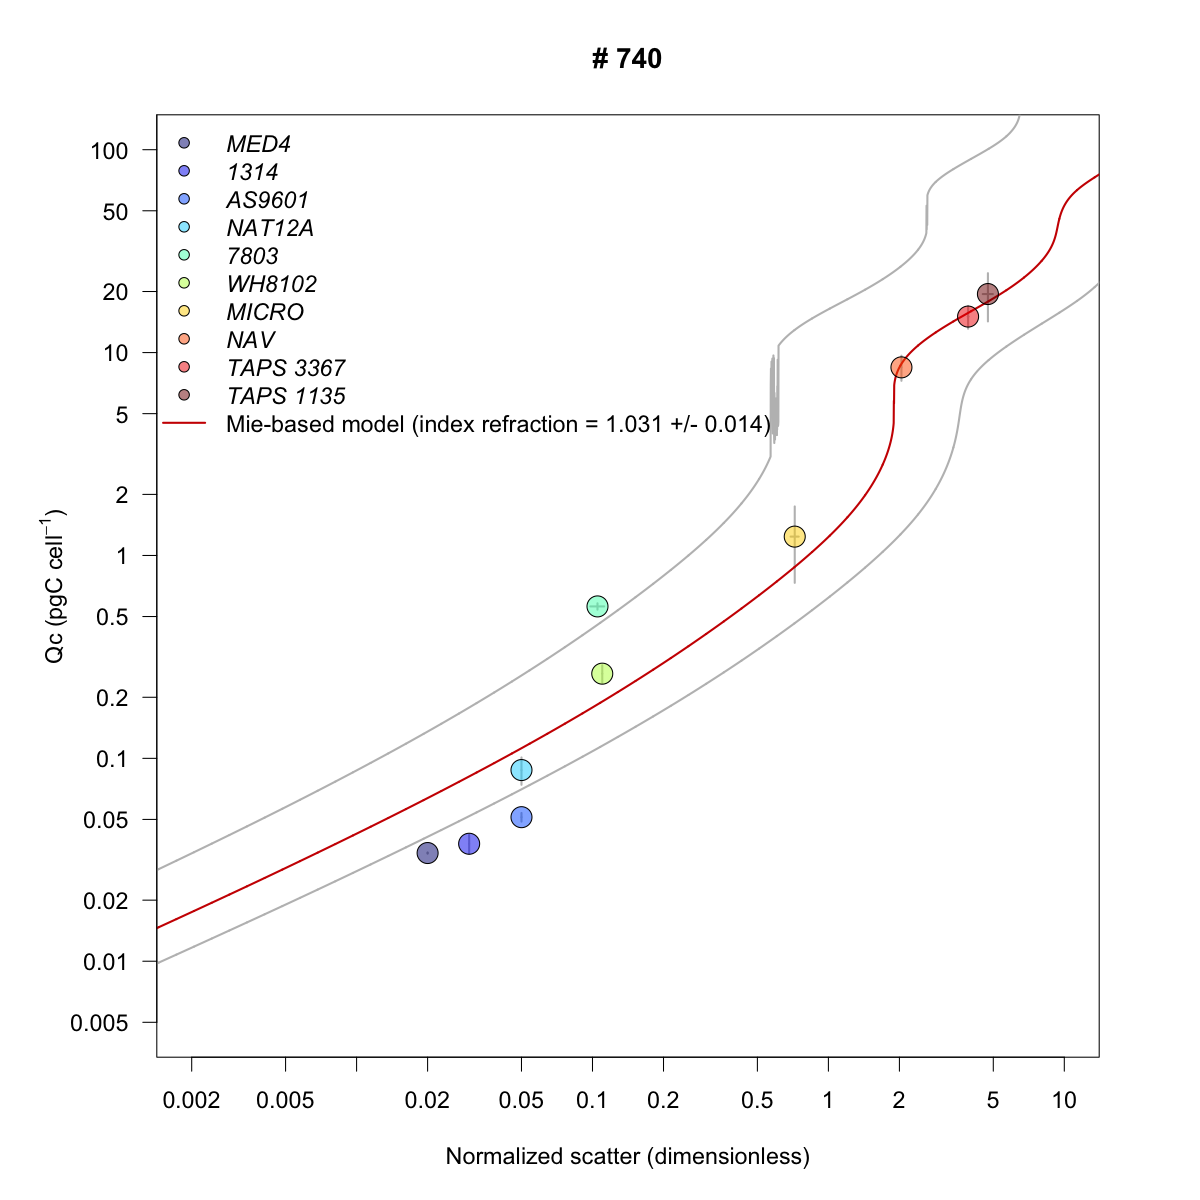 # 740
MED4
1314
AS9601
NAT12A
7803
WH8102
MICRO
NAV
TAPS 3367
TAPS 1135
Mie-based model (index refraction = 1.031 +/- 0.014)
100
50
20
10
5
2
1
0.5
0.2
0.1
0.05
0.02
0.01
0.005
Qc (pgC cell⁻¹)
0.002 0.005 0.02 0.05 0.1 0.2 0.5 1 2 5 10
Normalized scatter (dimensionless)